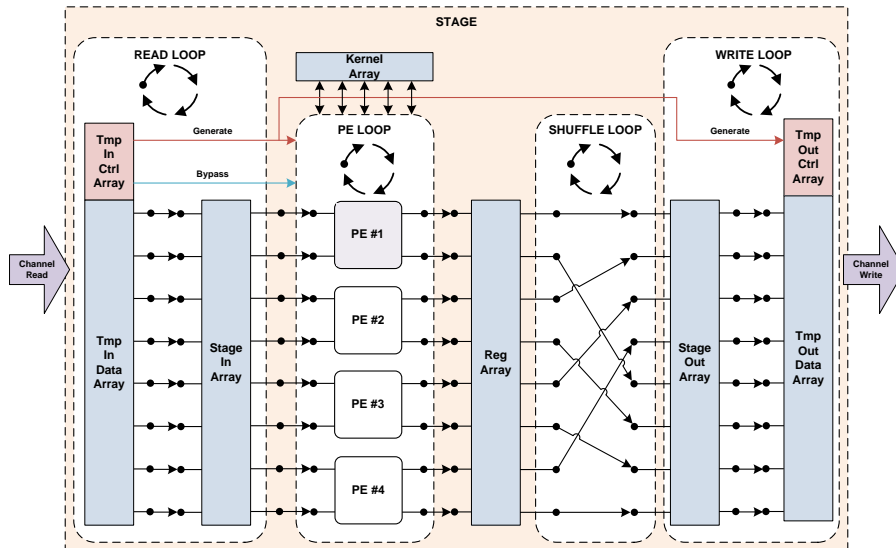 STAGE
READ LOOP
Kernel
Array
WRITE LOOP
Tmp
In
Ctrl
Array
Generate
Bypass
PE LOOP
SHUFFLE LOOP
Generate
Tmp
Out
Ctrl
Array
Channel
Read
Tmp
In
Data
Array
Stage
In
Array
PE #1
PE #2
PE #3
PE #4
Reg
Array
Stage
Out
Array
Tmp
Out
Data
Array
Channel
Write